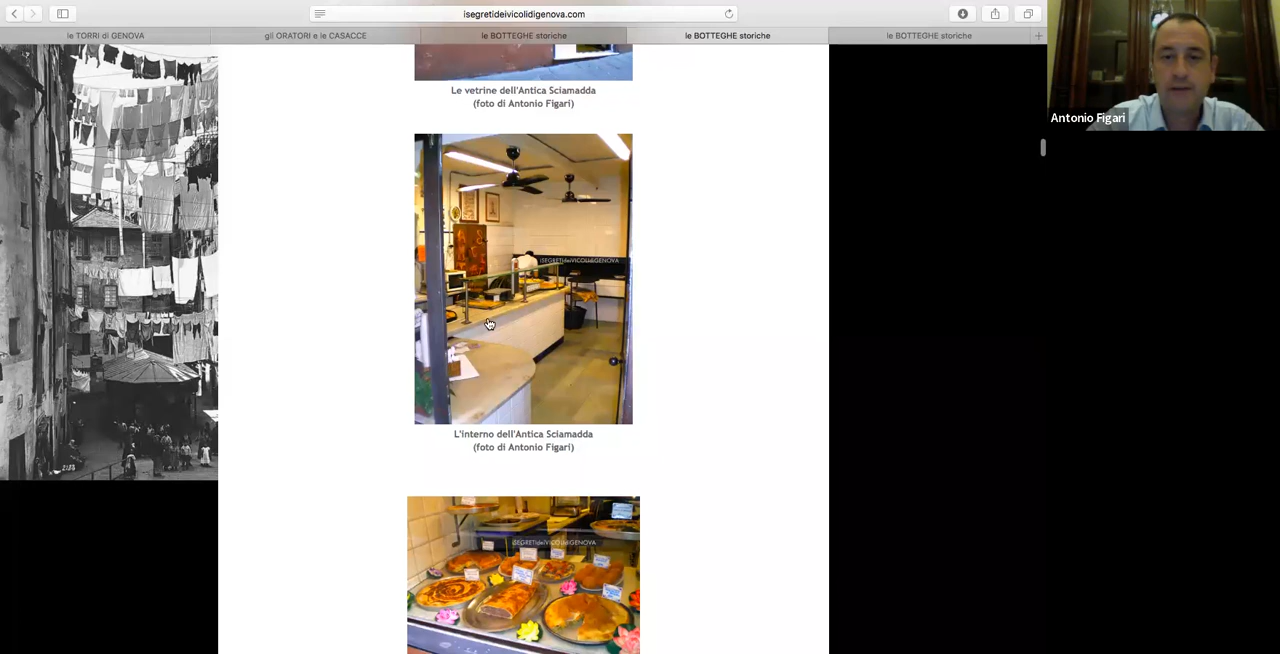 isegretideivicolidigenova.com
le TORRI di GENOVA
gli ORATORI e le CASACCE
le BOTTEGHE storiche
le BOTTEGHE storiche
le BOTTEGHE storiche
Antonio Figari
Le vetrine dell'Antica Sciamadda
(foto di Antonio Figari)
iSEGRETIdeiVICOLIdiGENOVA
L'interno dell'Antica Sciamadda
(foto di Antonio Figari)
iSEGRETIdeiVICOLIdiGENOVA